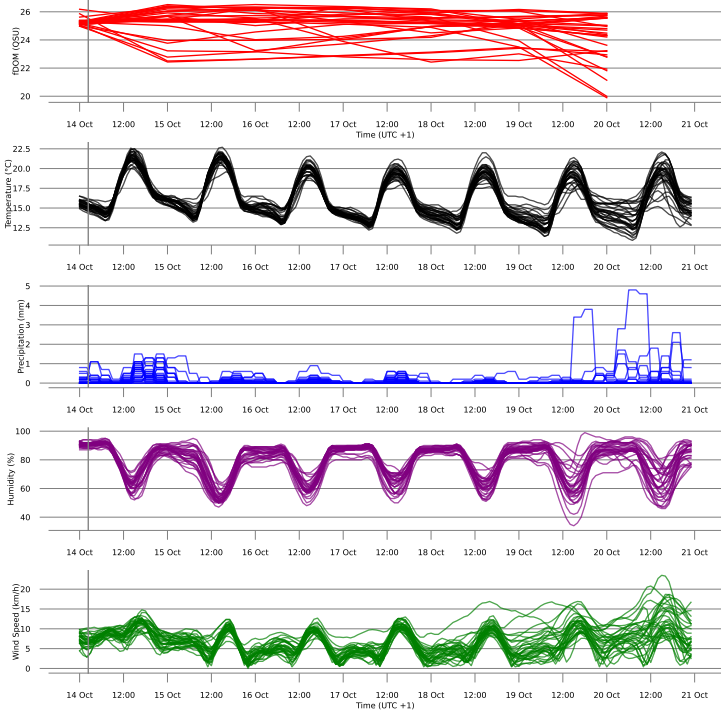 26
24
22
20
fDOM (QSU)
14 Oct 12:00 15 Oct 12:00 16 Oct 12:00 17 Oct 12:00 18 Oct 12:00 19 Oct 12:00 20 Oct 12:00 21 Oct
Time (UTC +1)
22.5
20.0
17.5
15.0
12.5
Temperature (°C)
14 Oct 12:00 15 Oct 12:00 16 Oct 12:00 17 Oct 12:00 18 Oct 12:00 19 Oct 12:00 20 Oct 12:00 21 Oct
5
4
3
2
1
0
Precipitation (mm)
14 Oct 12:00 15 Oct 12:00 16 Oct 12:00 17 Oct 12:00 18 Oct 12:00 19 Oct 12:00 20 Oct 12:00 21 Oct
100
80
60
40
Humidity (%)
14 Oct 12:00 15 Oct 12:00 16 Oct 12:00 17 Oct 12:00 18 Oct 12:00 19 Oct 12:00 20 Oct 12:00 21 Oct
20
15
10
5
0
Wind Speed (km/h)
14 Oct 12:00 15 Oct 12:00 16 Oct 12:00 17 Oct 12:00 18 Oct 12:00 19 Oct 12:00 20 Oct 12:00 21 Oct
Time (UTC +1)